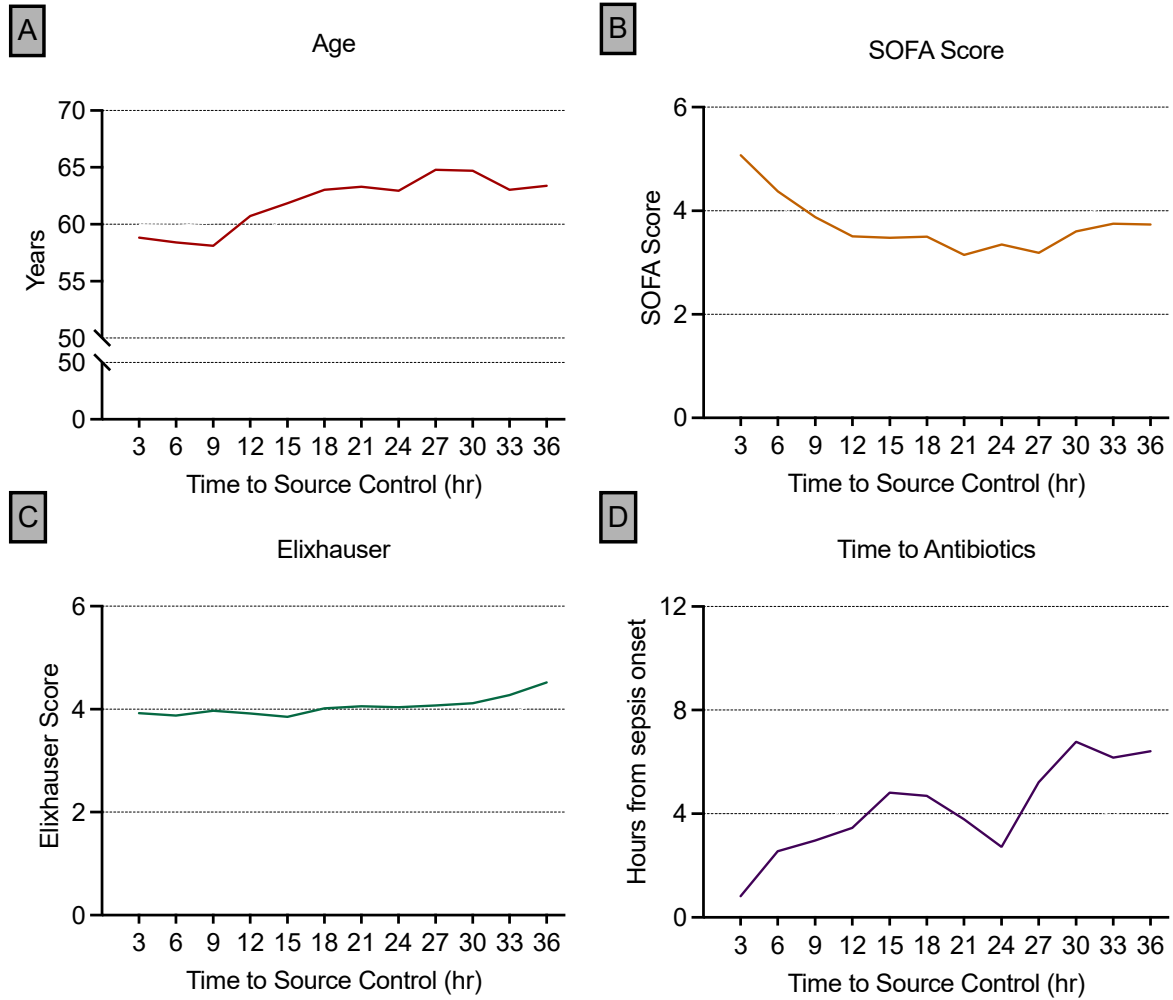 A
Age
Years
70
65
60
55
50
50
0
3 6 9 12 15 18 21 24 27 30 33 36
Time to Source Control (hr)
B
SOFA Score
SOFA Score
6
4
2
0
3 6 9 12 15 18 21 24 27 30 33 36
Time to Source Control (hr)
C
Elixhauser
Elixhauser Score
6
4
2
0
3 6 9 12 15 18 21 24 27 30 33 36
Time to Source Control (hr)
D
Time to Antibiotics
Hours from sepsis onset
12
8
4
0
3 6 9 12 15 18 21 24 27 30 33 36
Time to Source Control (hr)